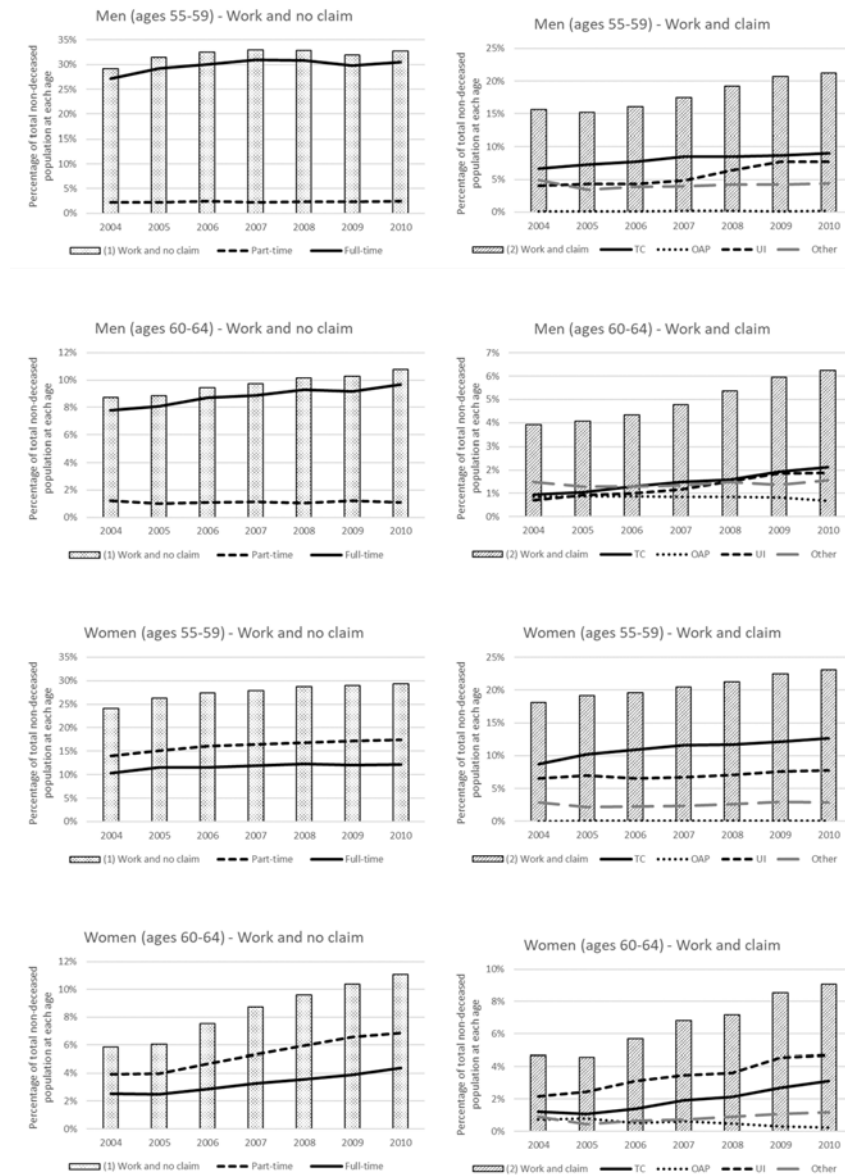 Men (ages 55-59) - Work and no claim
Percentage of total non-deceased
population at each age
35%
30%
25%
20%
15%
10%
5%
0%
2004 2005 2006 2007 2008 2009 2010
(1) Work and no claim Part-time Full-time
Men (ages 55-59) - Work and claim
Percentage of total non-deceased
population at each age
25%
20%
15%
10%
5%
0%
2004 2005 2006 2007 2008 2009 2010
(2) Work and claim TC OAP UI Other
Men (ages 60-64) - Work and no claim
Percentage of total non-deceased
population at each age
12%
10%
8%
6%
4%
2%
0%
2004 2005 2006 2007 2008 2009 2010
(1) Work and no claim Part-time Full-time
Men (ages 60-64) - Work and claim
Percentage of total non-deceased
population at each age
7%
6%
5%
4%
3%
2%
1%
0%
2004 2005 2006 2007 2008 2009 2010
(2) Work and claim TC OAP UI Other
Women (ages 55-59) - Work and no claim
Percentage of total non-deceased
population at each age
35%
30%
25%
20%
15%
10%
5%
0%
2004 2005 2006 2007 2008 2009 2010
(1) Work and no claim Part-time Full-time
Women (ages 55-59) - Work and claim
Percentage of total non-deceased
population at each age
25%
20%
15%
10%
5%
0%
2004 2005 2006 2007 2008 2009 2010
(2) Work and claim TC OAP UI Other
Women (ages 60-64) - Work and no claim
Percentage of total non-deceased
population at each age
12%
10%
8%
6%
4%
2%
0%
2004 2005 2006 2007 2008 2009 2010
(1) Work and no claim Part-time Full-time
Women (ages 60-64) - Work and claim
Percentage of total non-deceased
population at each age
10%
8%
6%
4%
2%
0%
2004 2005 2006 2007 2008 2009 2010
(2) Work and claim TC OAP UI Other